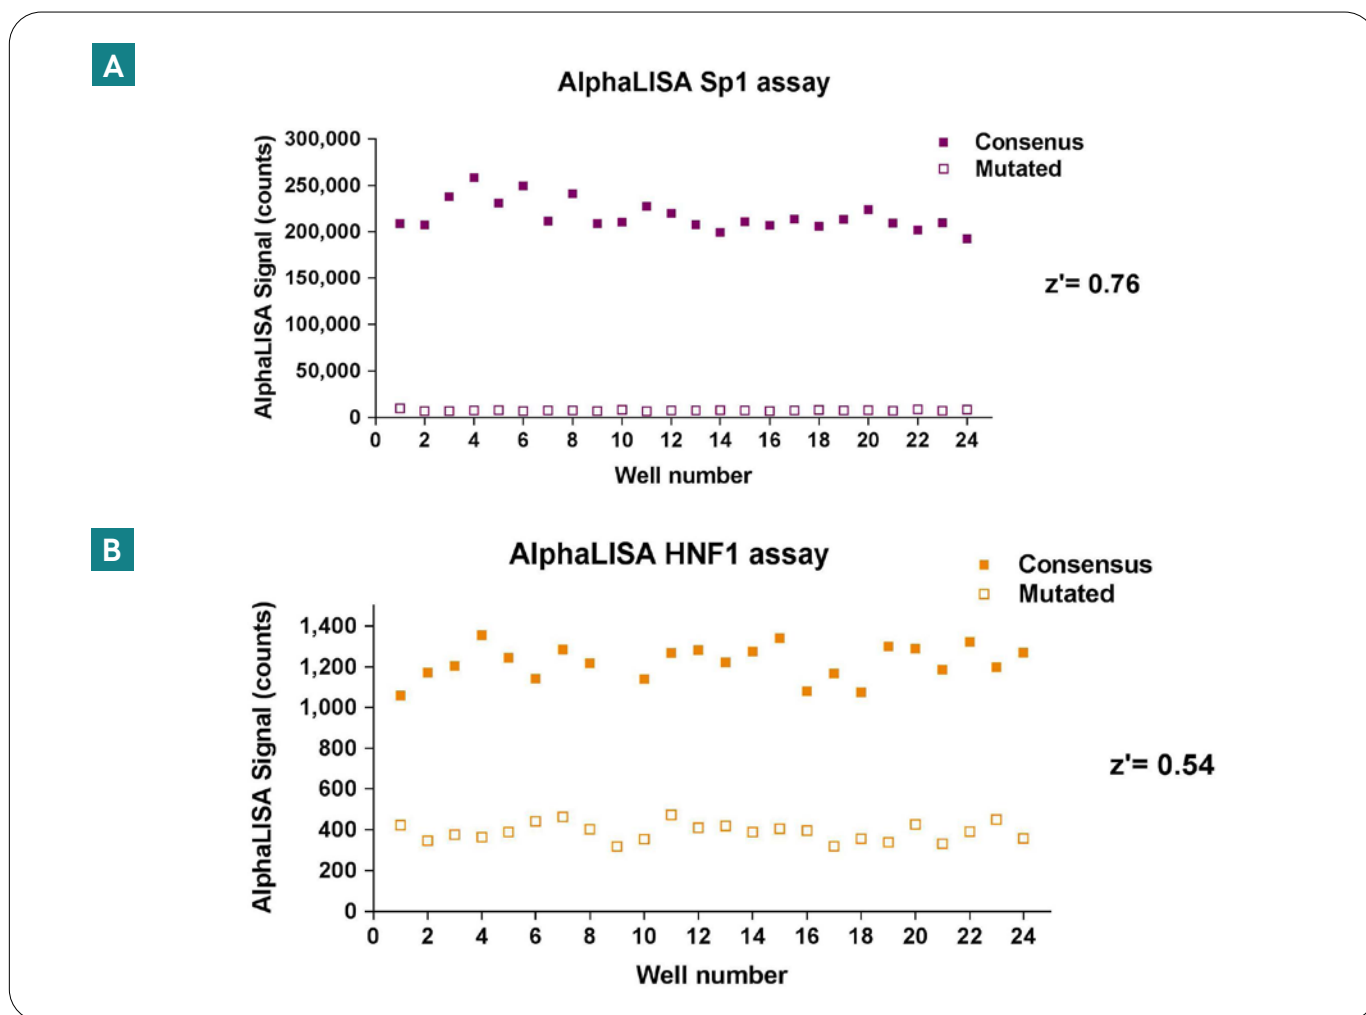 A
AlphaLISA Sp1 assay
Consenus
Mutated
AlphaLISA Signal (counts)
300,000
250,000
200,000
150,000
100,000
50,000
0
0 2 4 6 8 10 12 14 16 18 20 22 24
Well number
z'= 0.76
B
AlphaLISA HNF1 assay
Consensus
Mutated
AlphaLISA Signal (counts)
1,400
1,200
1,000
800
600
400
200
0
0 2 4 6 8 10 12 14 16 18 20 22 24
Well number
z'= 0.54